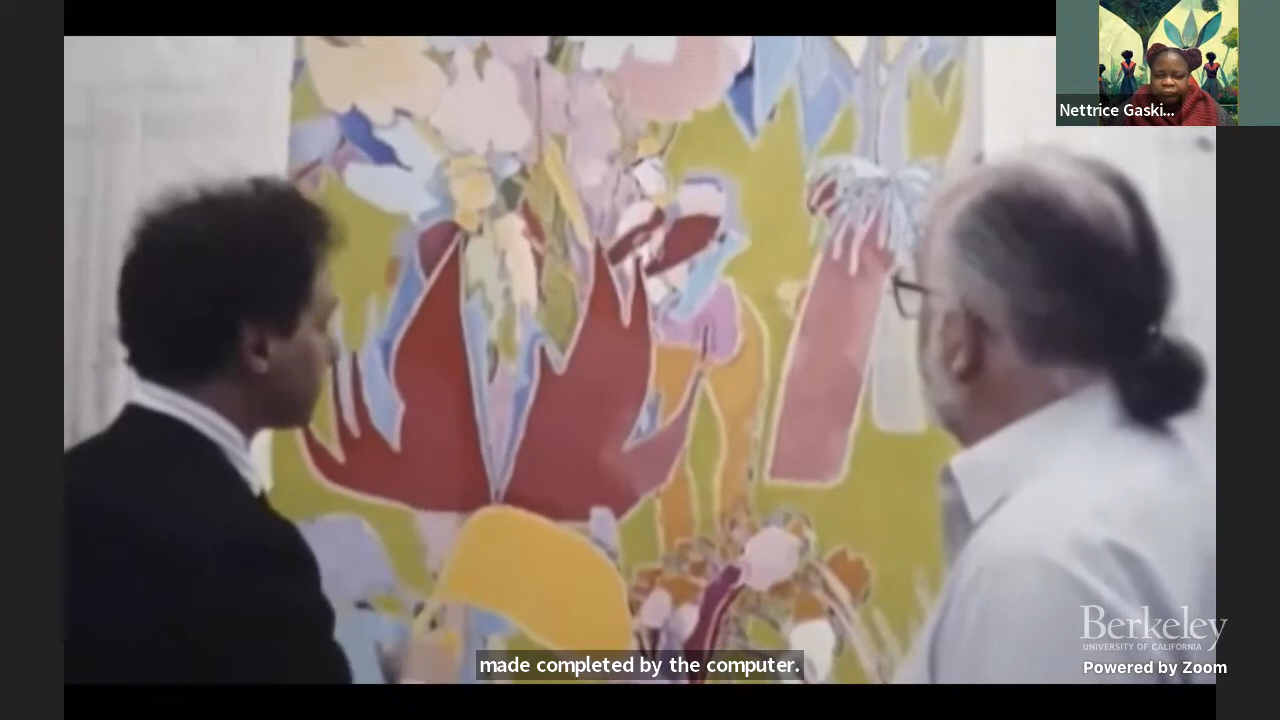 Nettrice Gaski...
Berkeley
UNIVERSITY OF CALIFORNIA
made completed by the computer.
Powered by Zoom